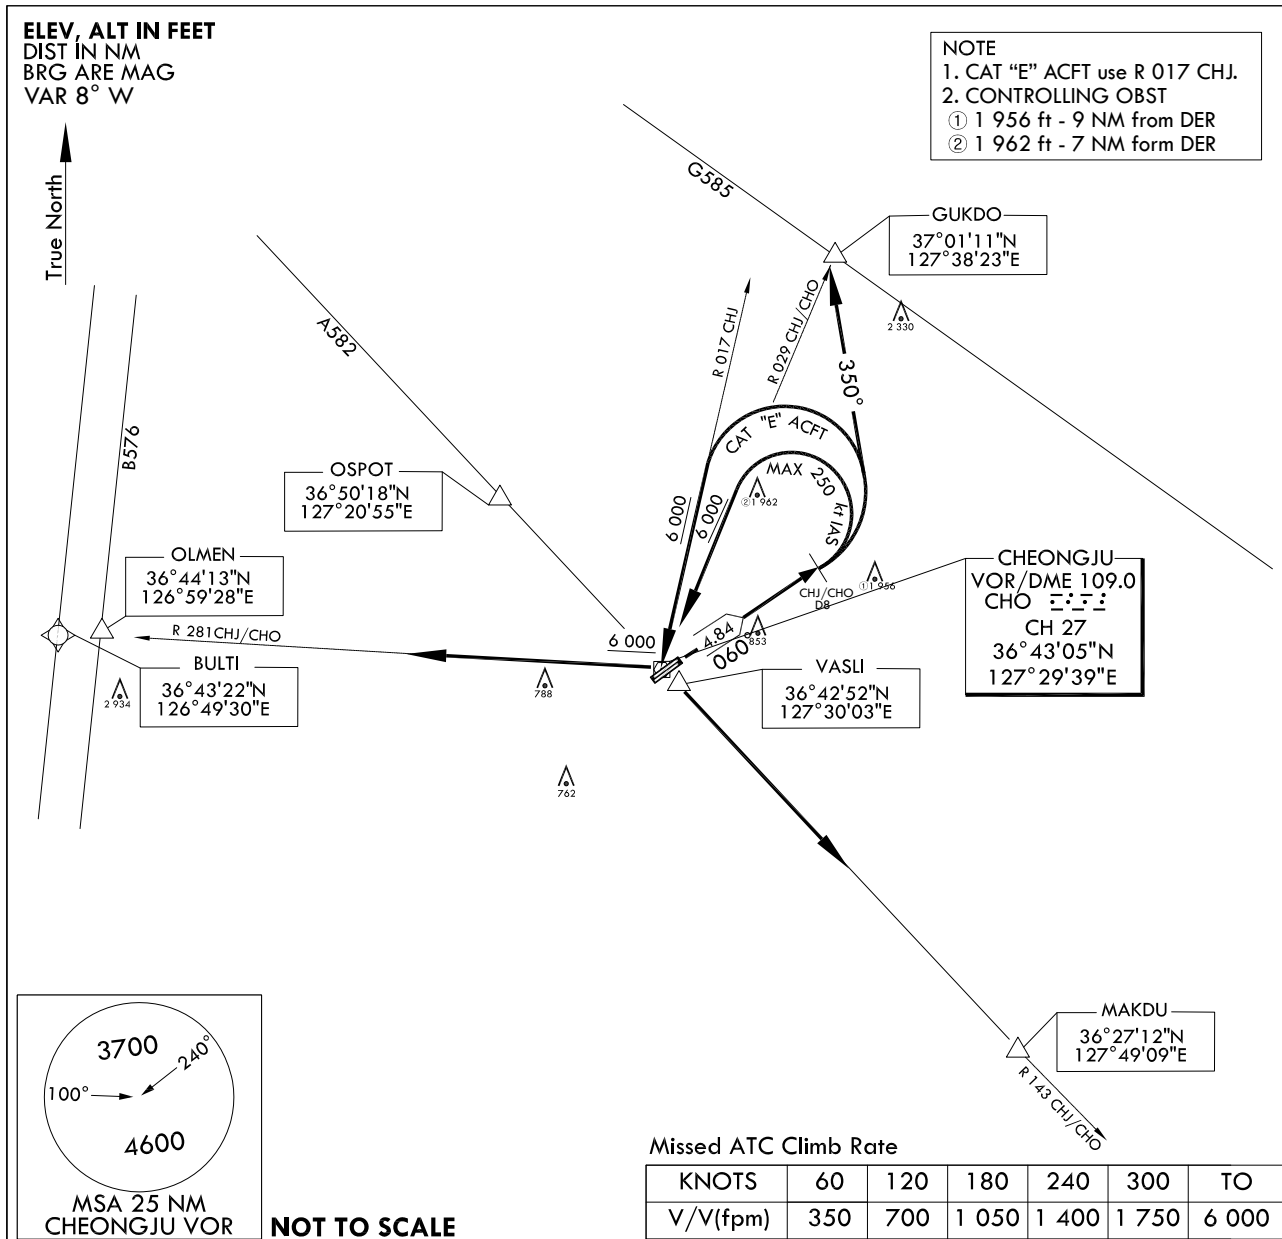 ELEV, ALT IN FEET
DIST IN NM
BRG ARE MAG
VAR 8° W
True North
NOTE
1. CAT “E” ACFT use R 017 CHJ.
2. CONTROLLING OBST
① 1 956 ft - 9 NM from DER
② 1 962 ft - 7 NM form DER
G585
GUKDO
37°01'11"N
127°38'23"E
2 330
A582
B576
R 017 CHJ
R 029 CHJ/CHO
350°
CAT "E" ACFT
MAX 250 kt IAS
6 000
6 000
②1 962
OSPOT
36°50'18"N
127°20'55"E
OLMEN
36°44'13"N
126°59'28"E
CHJ/CHO
D8
①1 956
CHEONGJU
VOR/DME 109.0
CHO
CH 27
36°43'05"N
127°29'39"E
R 281CHJ/CHO
6 000
4.84
060°
853
BULTI
36°43'22"N
126°49'30"E
2 934
788
VASLI
36°42'52"N
127°30'03"E
762
MAKDU
36°27'12"N
127°49'09"E
R 143 CHJ/CHO
3700
240°
100°
4600
MSA 25 NM
CHEONGJU VOR
NOT TO SCALE
Missed ATC Climb Rate
KNOTS 60 120 180 240 300 TO
V/V(fpm) 350 700 1 050 1 400 1 750 6 000